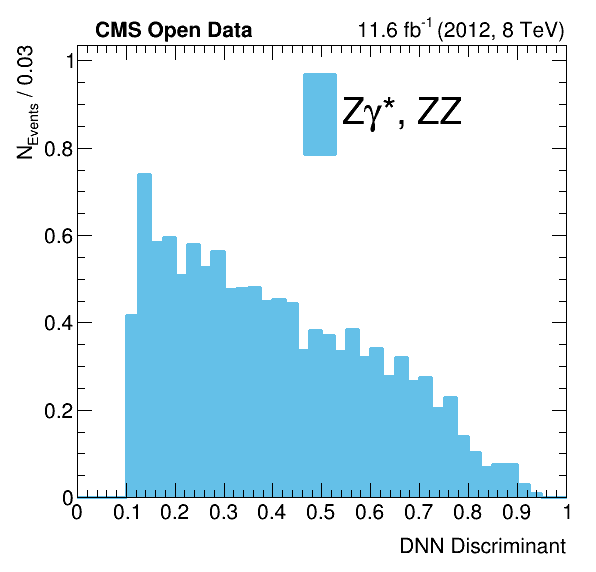 CMS Open Data
11.6 fb⁻¹ (2012, 8 TeV)
N_Events / 0.03
Zγ*, ZZ
1
0.8
0.6
0.4
0.2
0
0 0.1 0.2 0.3 0.4 0.5 0.6 0.7 0.8 0.9 1
DNN Discriminant